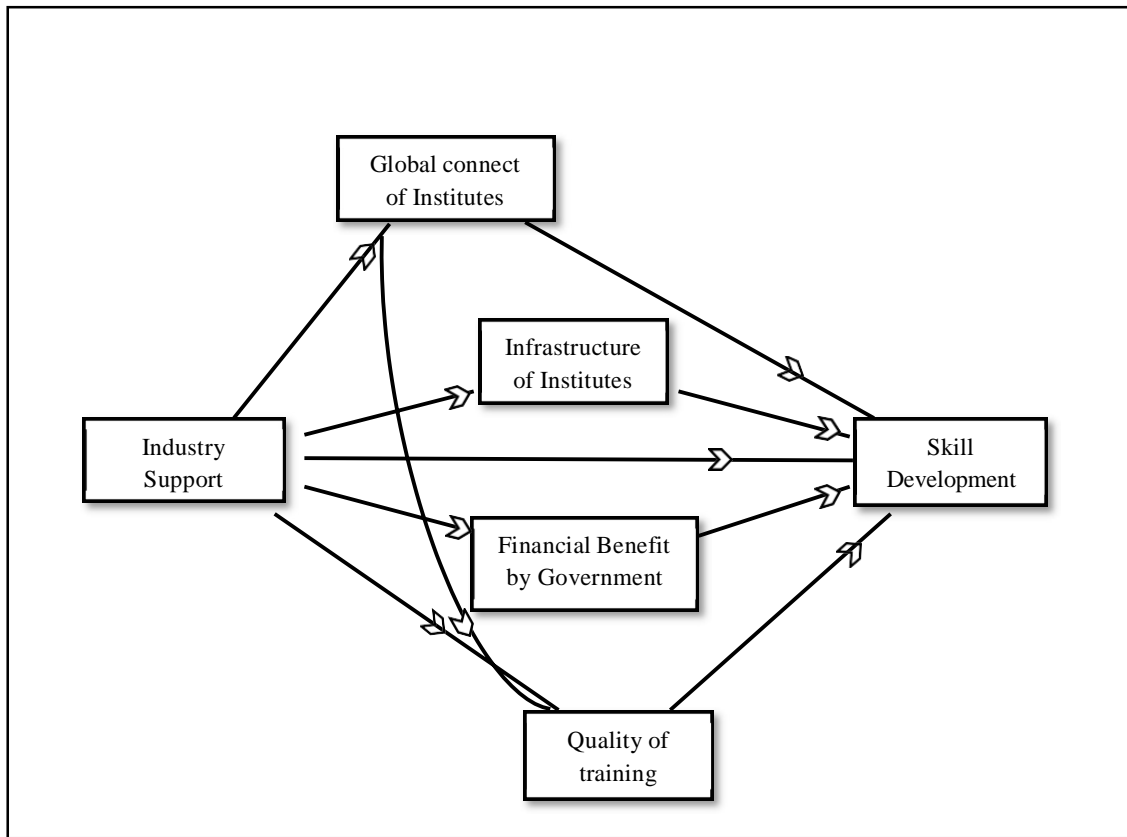 Global connect
of Institutes
Infrastructure
of Institutes
Industry
Support
Skill
Development
Financial Benefit
by Government
Quality of
training